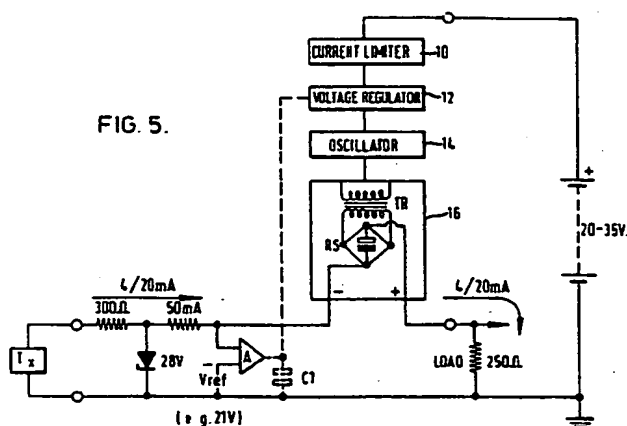 CURRENT LIMITER
10
VOLTAGE REGULATOR
12
FIG. 5.
OSCILLATOR
14
TR
16
RS
+
20-35V.
- +
4/20mA
4/20mA
300Ω
50mA
Tx
28V
A
-
Vref
C1
LOAD
250Ω
(e.g.21V)